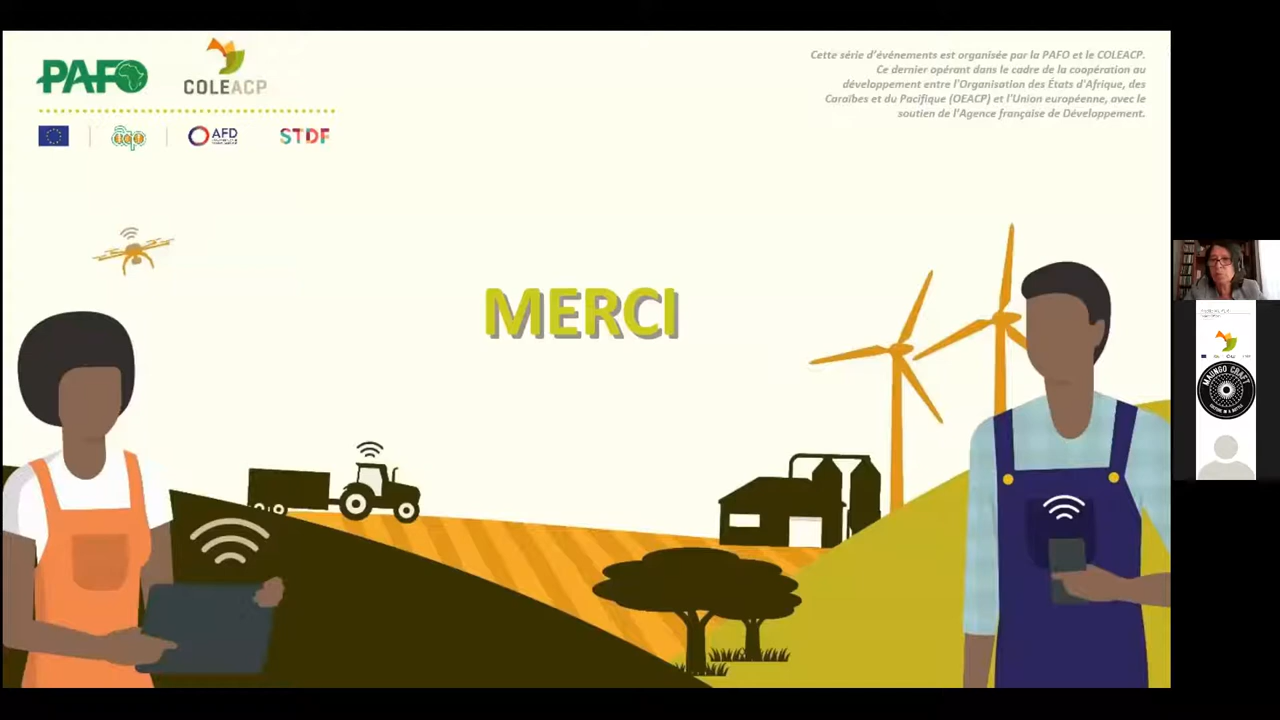 PAFO
COLEACP
AFD
STDF
Cette série d'événements est organisée par la PAFO et le COLEACP.
Ce dernier opérant dans le cadre de la coopération au
développement entre l'Organisation des États d'Afrique, des
Caraïbes et du Pacifique (OEACP) et l'Union européenne, avec le
soutien de l'Agence française de Développement.
MERCI
MAUNGO CRAFT